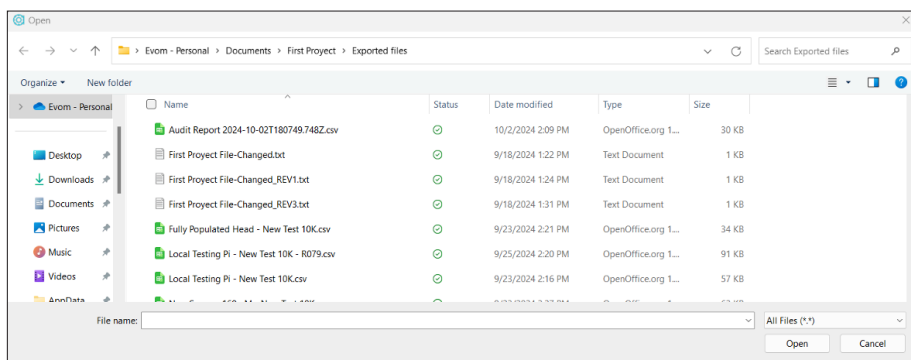 Open
Evom - Personal > Documents > First Proyect > Exported files
Search Exported files
Organize
New folder
Evom - Personal
Name Status Date modified Type Size
Audit Report 2024-10-02T180749.748Z.csv 10/2/2024 2:09 PM OpenOffice.org 1.... 30 KB
Desktop
First Proyect File-Changed.txt 9/18/2024 1:22 PM Text Document 1 KB
Downloads
First Proyect File-Changed_REV1.txt 9/18/2024 1:24 PM Text Document 1 KB
Documents
First Proyect File-Changed_REV3.txt 9/18/2024 1:31 PM Text Document 1 KB
Pictures
Fully Populated Head - New Test 10K.csv 9/23/2024 2:21 PM OpenOffice.org 1.... 34 KB
Music
Local Testing Pi - New Test 10K - R079.csv 9/25/2024 2:20 PM OpenOffice.org 1.... 91 KB
Videos
Local Testing Pi - New Test 10K.csv 9/23/2024 2:16 PM OpenOffice.org 1.... 57 KB
AppData
File name:
All Files (*.*)
Open
Cancel